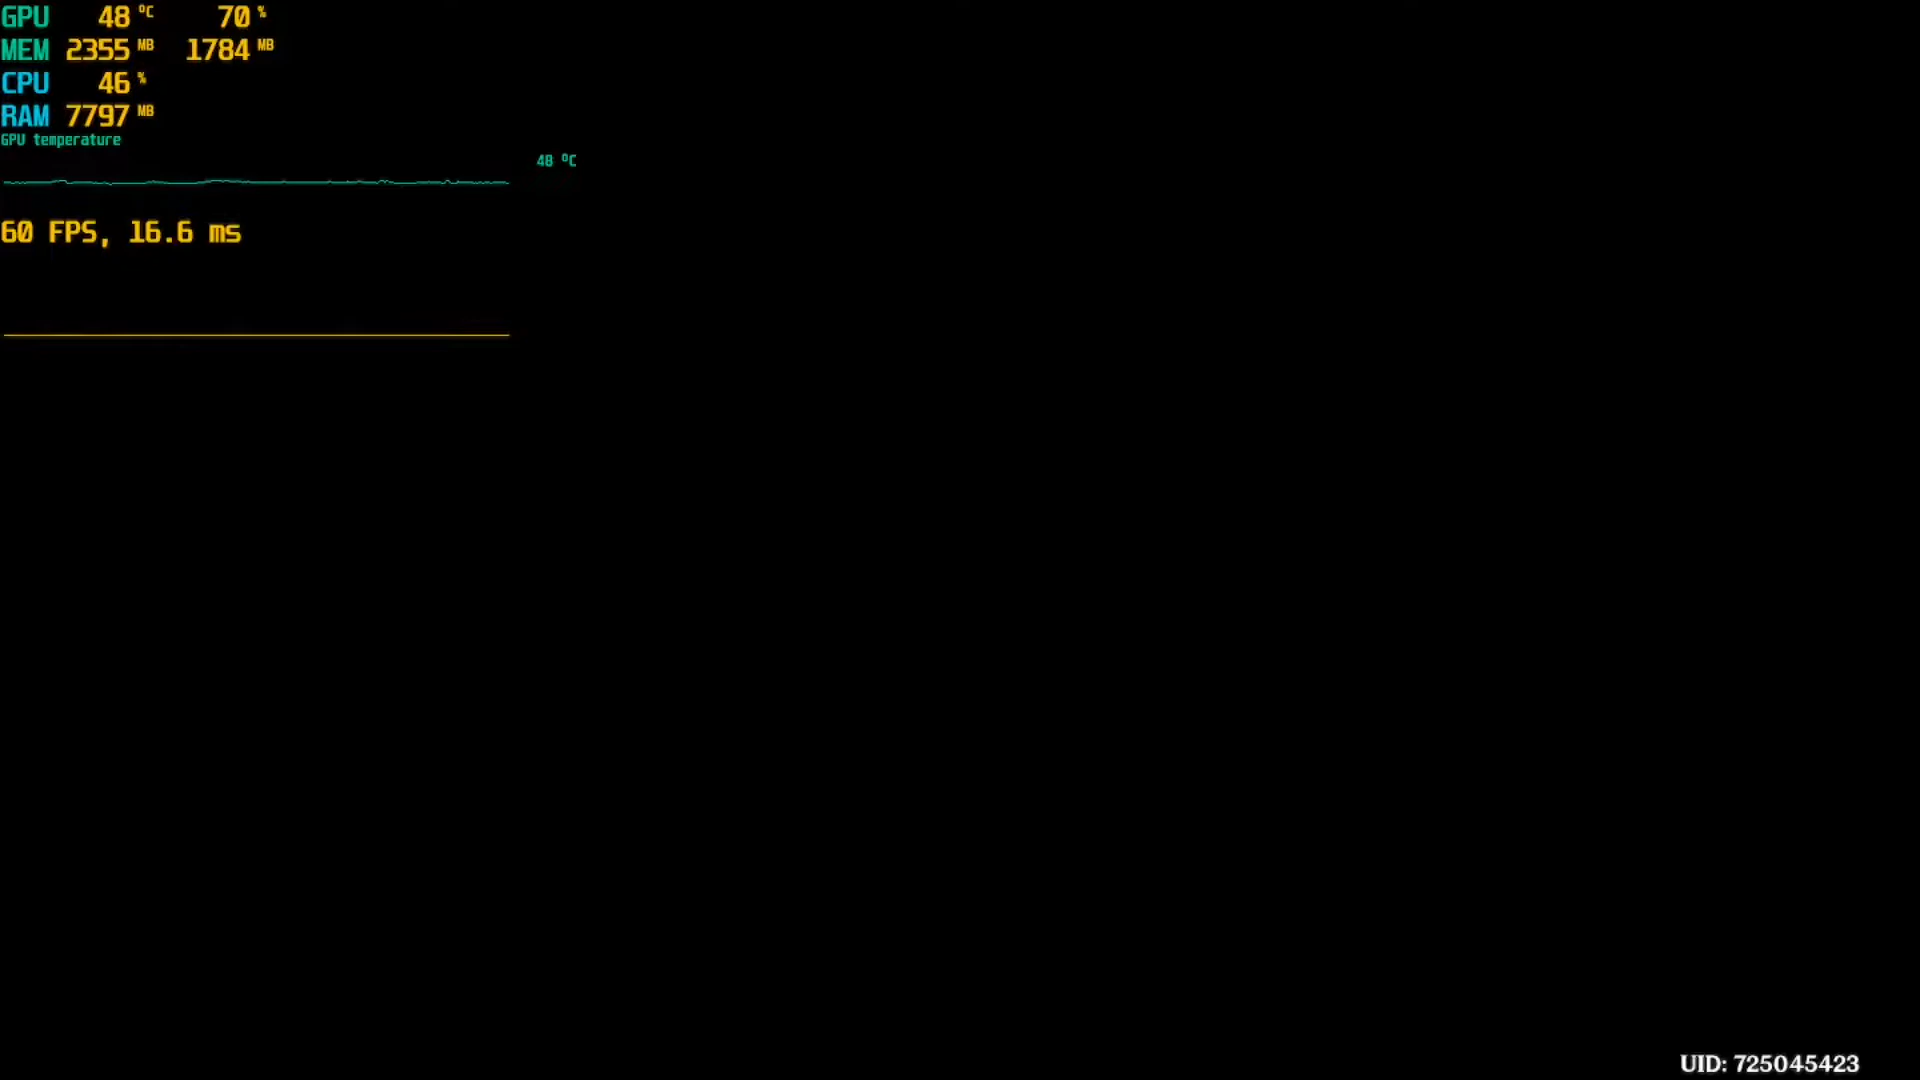 GPU 48 °C 70 %
MEM 2355 MB 1784 MB
CPU 46 %
RAM 7797 MB
GPU temperature
48 °C
60 FPS, 16.6 ms
UID: 725045423